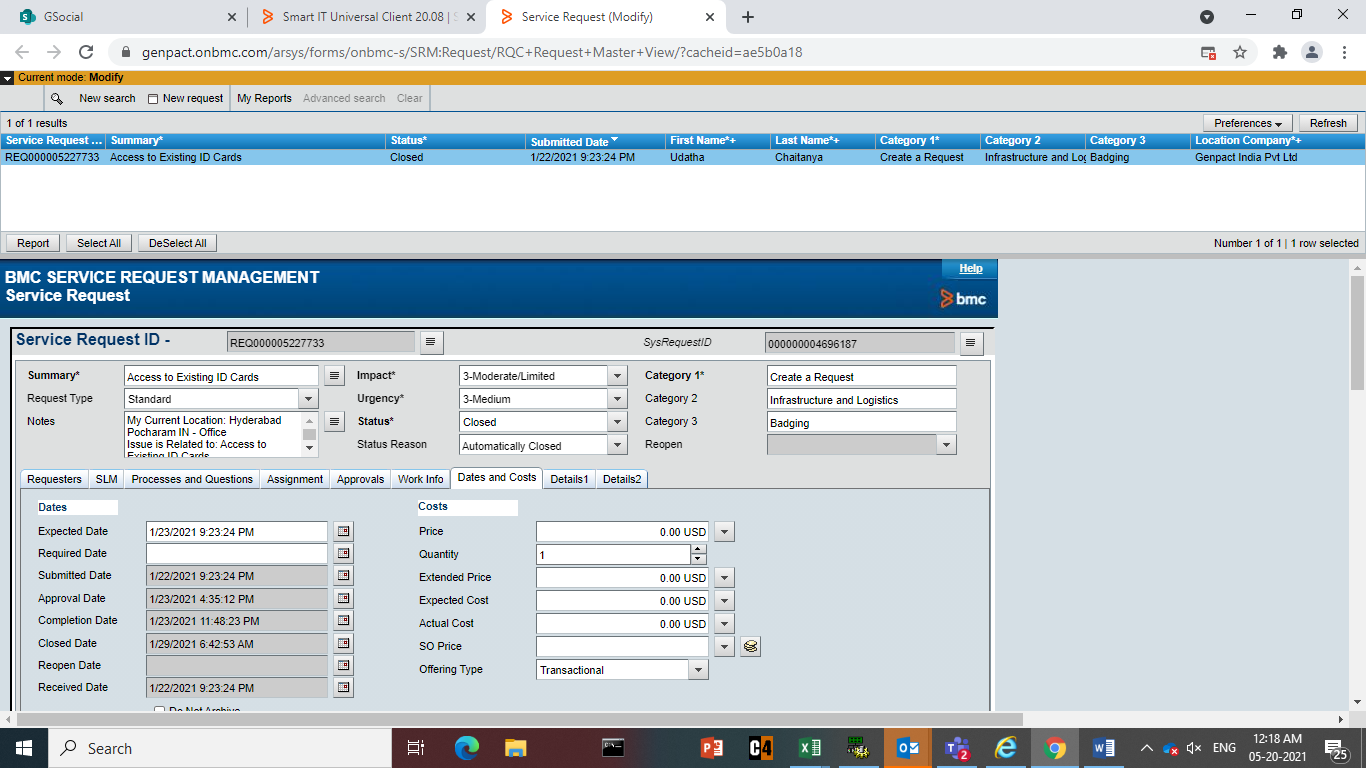 GSocial
Smart IT Universal Client 20.08 | S
Service Request (Modify)
genpact.onbmc.com/arsys/forms/onbmc-s/SRM:Request/RQC+Request+Master+View/?cacheid=ae5b0a18
Current mode: Modify
New search New request My Reports Advanced search Clear
1 of 1 results
Preferences Refresh
Service Request ... Summary* Status* Submitted Date First Name*+ Last Name*+ Category 1* Category 2 Category 3 Location Company*+
REQ000005227733 Access to Existing ID Cards Closed 1/22/2021 9:23:24 PM Udatha Chaitanya Create a Request Infrastructure and Log Badging Genpact India Pvt Ltd
Report Select All DeSelect All Number 1 of 1 | 1 row selected
BMC SERVICE REQUEST MANAGEMENT Help
Service Request bmc
Service Request ID - REQ000005227733 SysRequestID 000000004696187
Summary* Access to Existing ID Cards Impact* 3-Moderate/Limited Category 1* Create a Request
Request Type Standard Urgency* 3-Medium Category 2 Infrastructure and Logistics
Notes My Current Location: Hyderabad Status* Closed Category 3 Badging
Pocharam IN - Office
Issue is Related to: Access to Status Reason Automatically Closed Reopen
Existing ID Cards
Requesters SLM Processes and Questions Assignment Approvals Work Info Dates and Costs Details1 Details2
Dates Costs
Expected Date 1/23/2021 9:23:24 PM Price 0.00 USD
Required Date Quantity 1
Submitted Date 1/22/2021 9:23:24 PM Extended Price 0.00 USD
Approval Date 1/23/2021 4:35:12 PM Expected Cost 0.00 USD
Completion Date 1/23/2021 11:48:23 PM Actual Cost 0.00 USD
Closed Date 1/29/2021 6:42:53 AM SO Price
Reopen Date Offering Type Transactional
Received Date 1/22/2021 9:23:24 PM
Do Not Archive
Search C4 2 ENG 12:18 AM
05-20-2021 25